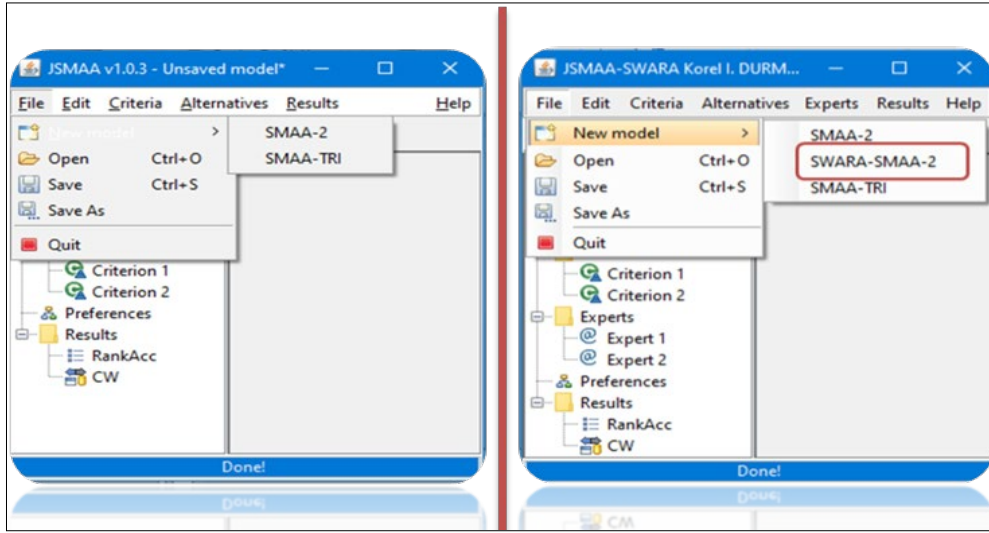 JSMAA v1.0.3 - Unsaved model*
File Edit Criteria Alternatives Results Help
New model
SMAA-2
Open Ctrl+O
SMAA-TRI
Save Ctrl+S
Save As
Quit
Criterion 1
Criterion 2
Preferences
Results
RankAcc
CW
Done!
JSMAA-SWARA Korel I. DURM...
File Edit Criteria Alternatives Experts Results Help
New model
SMAA-2
Open Ctrl+O
SWARA-SMAA-2
Save Ctrl+S
SMAA-TRI
Save As
Quit
Criterion 1
Criterion 2
Experts
Expert 1
Expert 2
Preferences
Results
RankAcc
CW
Done!